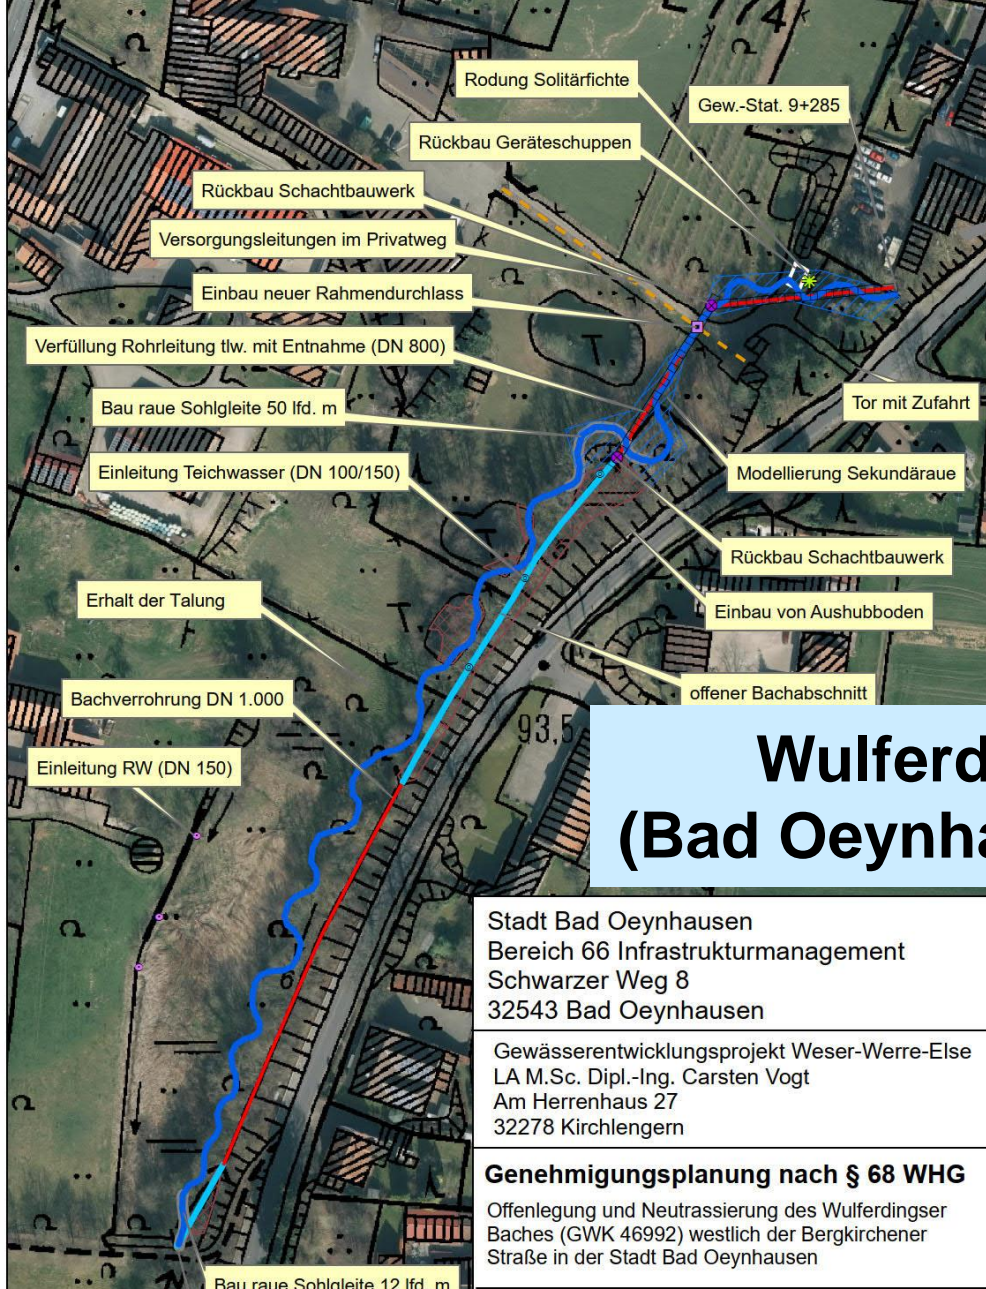 Rodung Solitärfichte
Gew.-Stat. 9+285
Rückbau Geräteschuppen
Rückbau Schachtbauwerk
Versorgungsleitungen im Privatweg
Einbau neuer Rahmendurchlass
Verfüllung Rohrleitung tlw. mit Entnahme (DN 800)
Tor mit Zufahrt
Bau raue Sohlgleite 50 lfd. m
Einleitung Teichwasser (DN 100/150)
Modellierung Sekundäraue
Rückbau Schachtbauwerk
Erhalt der Talung
Einbau von Aushubboden
Bachverrohrung DN 1.000
offener Bachabschnitt
93,5
Einleitung RW (DN 150)
Wulferd
(Bad Oeynha
Stadt Bad Oeynhausen
Bereich 66 Infrastrukturmanagement
Schwarzer Weg 8
32543 Bad Oeynhausen
Gewässerentwicklungsprojekt Weser-Werre-Else
LA M.Sc. Dipl.-Ing. Carsten Vogt
Am Herrenhaus 27
32278 Kirchlengern
Genehmigungsplanung nach § 68 WHG
Offenlegung und Neutrassierung des Wulferdingser
Baches (GWK 46992) westlich der Bergkirchener
Straße in der Stadt Bad Oeynhausen
Bau raue Sohlgleite 12 lfd. m